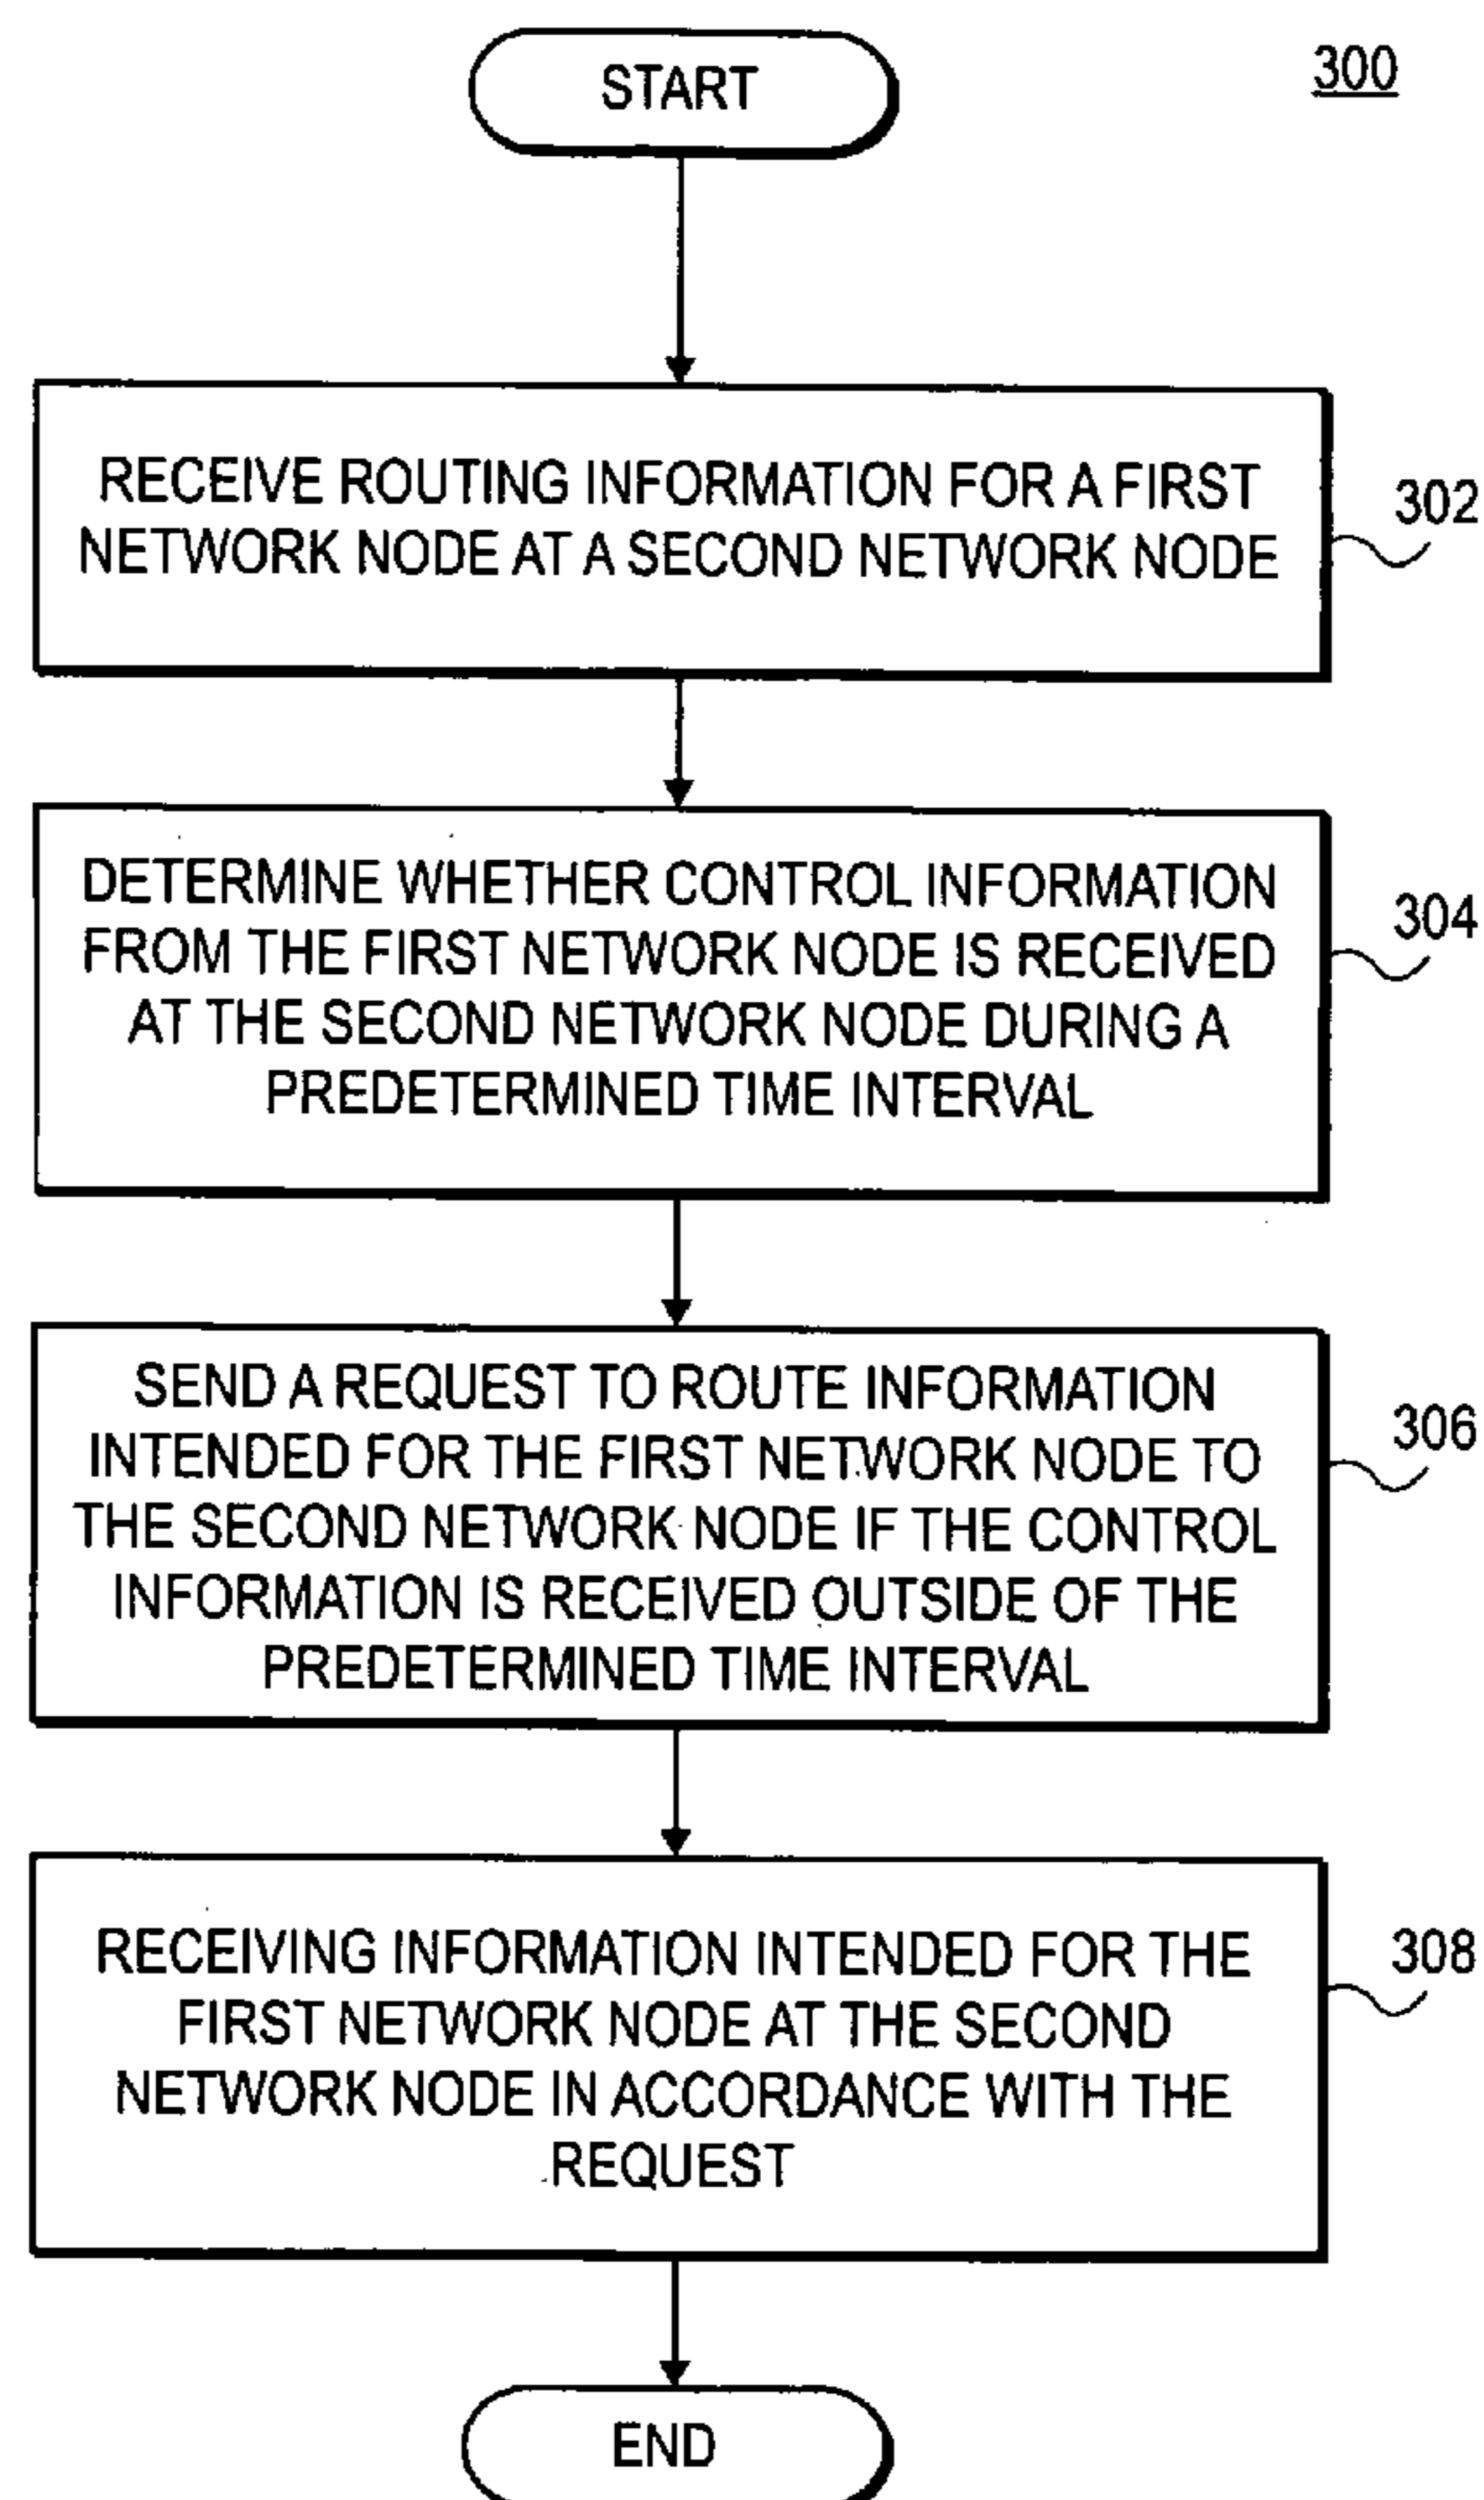 START
300
RECEIVE ROUTING INFORMATION FOR A FIRST
NETWORK NODE AT A SECOND NETWORK NODE
302
DETERMINE WHETHER CONTROL INFORMATION
FROM THE FIRST NETWORK NODE IS RECEIVED
AT THE SECOND NETWORK NODE DURING A
PREDETERMINED TIME INTERVAL
304
SEND A REQUEST TO ROUTE INFORMATION
INTENDED FOR THE FIRST NETWORK NODE TO
THE SECOND NETWORK NODE IF THE CONTROL
INFORMATION IS RECEIVED OUTSIDE OF THE
PREDETERMINED TIME INTERVAL
306
RECEIVING INFORMATION INTENDED FOR THE
FIRST NETWORK NODE AT THE SECOND
NETWORK NODE IN ACCORDANCE WITH THE
REQUEST
308
END